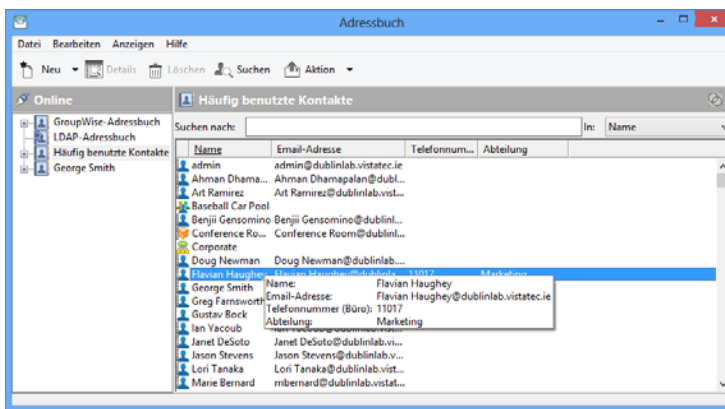 Adressbuch
Datei Bearbeiten Anzeigen Hilfe
Neu Details Löschen Suchen Aktion
Online
Häufig benutzte Kontakte
GroupWise-Adressbuch
LDAP-Adressbuch
Häufig benutzte Kontakte
George Smith
Suchen nach: In: Name
Name Email-Adresse Telefonnum... Abteilung
admin admin@dublinlab.vistatec.ie
Ahman Dhama... Ahman Dhamapalan@dubl...
Art Ramirez Art Ramirez@dublinlab.vist...
Baseball Car Pool
Benjii Gensomino Benjii Gensomino@dublinl...
Conference Ro... Conference Room@dublinl...
Corporate
Doug Newman Doug Newman@dublinlab....
Flavian Haughey Flavian Haughey@dublinla... 11017 Marketing
George Smith
Greg Farnsworth
Gustav Bock
Ian Yacoub
Janet DeSoto Janet DeSoto@dublinlab.vi...
Jason Stevens Jason Stevens@dublinlab.v...
Lori Tanaka Lori Tanaka@dublinlab.vist...
Marie Bernard mbernard@dublinlab.vistat...
Name: Flavian Haughey
Email-Adresse: Flavian Haughey@dublinlab.vistatec.ie
Telefonnummer (Büro): 11017
Abteilung: Marketing